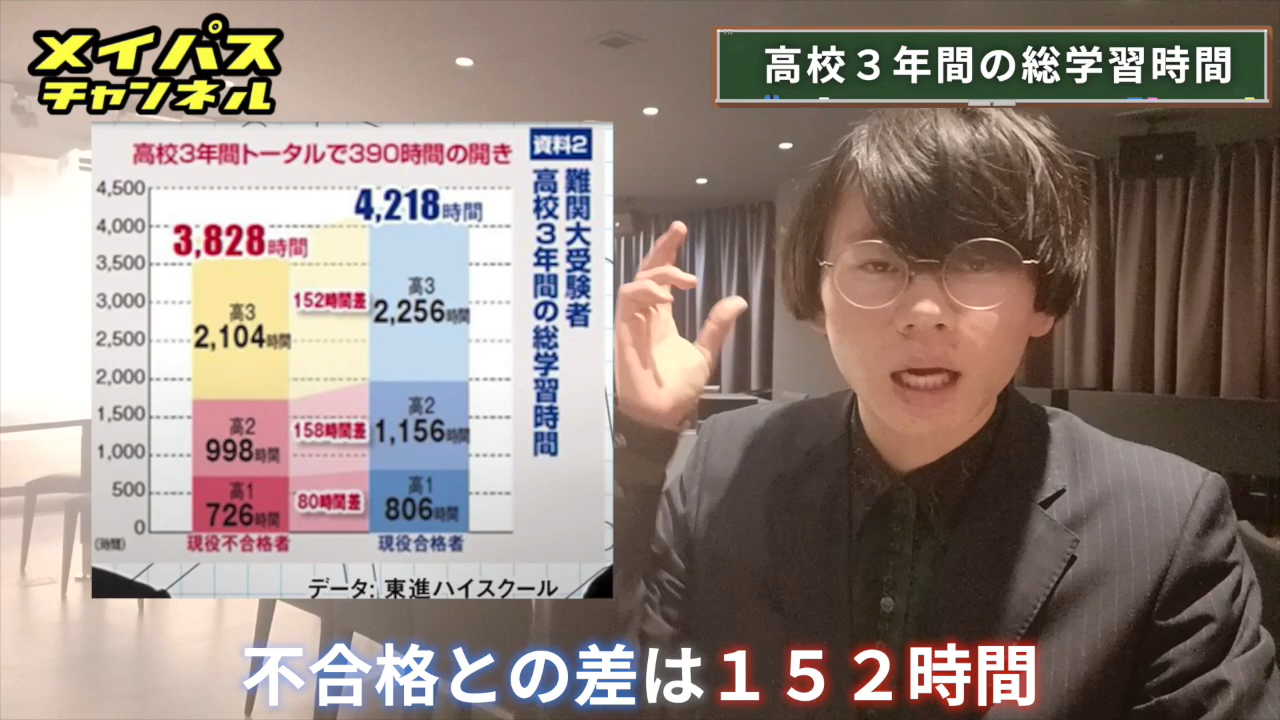 メイパス
チャンネル
高校３年間の総学習時間
高校3年間トータルで390時間の開き
資料2
難関大受験者
高校３年間の総学習時間
4,500
4,000
3,500
3,000
2,500
2,000
1,500
1,000
500
0
(時間)
3,828時間
高3
2,104時間
高2
998時間
高1
726時間
現役不合格者
152時間差
158時間差
80時間差
4,218時間
高3
2,256時間
高2
1,156時間
高1
806時間
現役合格者
データ: 東進ハイスクール
不合格との差は１５２時間